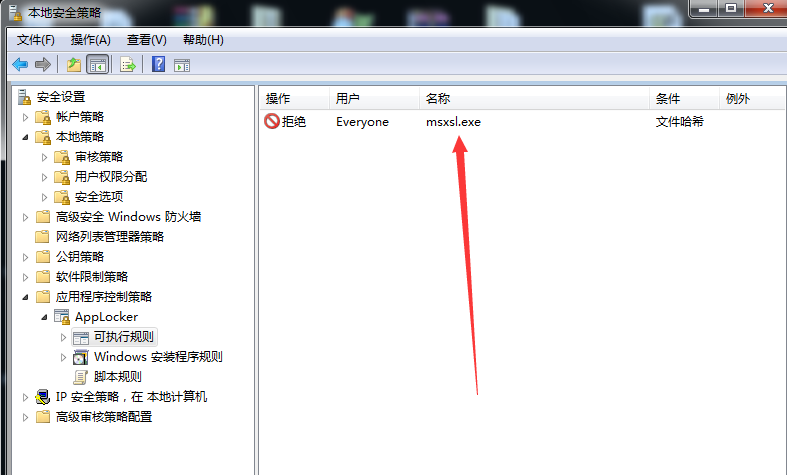 本地安全策略
文件(F) 操作(A) 查看(V) 帮助(H)
安全设置
帐户策略
本地策略
审核策略
用户权限分配
安全选项
高级安全 Windows 防火墙
网络列表管理器策略
公钥策略
软件限制策略
应用程序控制策略
AppLocker
可执行规则
Windows 安装程序规则
脚本规则
IP 安全策略，在 本地计算机
高级审核策略配置
操作 用户 名称 条件 例外
拒绝 Everyone msxsl.exe 文件哈希